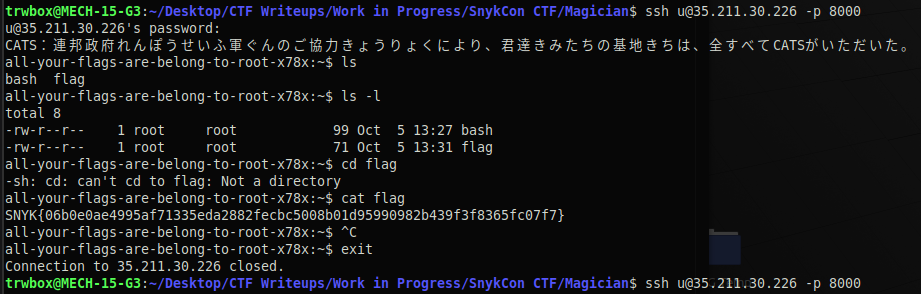 trwbox@MECH-15-G3:~/Desktop/CTF Writeups/Work in Progress/SnykCon CTF/Magician$ ssh u@35.211.30.226 -p 8000
u@35.211.30.226's password:
CATS：連邦政府れんぽうせいふ軍ぐんのご協力きょうりょくにより、君達きみたちの基地きちは、全すべてCATSがいただいた。
all-your-flags-are-belong-to-root-x78x:~$ ls
bash  flag
all-your-flags-are-belong-to-root-x78x:~$ ls -l
total 8
-rw-r--r--    1 root     root            99 Oct  5 13:27 bash
-rw-r--r--    1 root     root            71 Oct  5 13:31 flag
all-your-flags-are-belong-to-root-x78x:~$ cd flag
-sh: cd: can't cd to flag: Not a directory
all-your-flags-are-belong-to-root-x78x:~$ cat flag
SNYK{06b0e0ae4995af71335eda2882fecbc5008b01d95990982b439f3f8365fc07f7}
all-your-flags-are-belong-to-root-x78x:~$ ^C
all-your-flags-are-belong-to-root-x78x:~$ exit
Connection to 35.211.30.226 closed.
trwbox@MECH-15-G3:~/Desktop/CTF Writeups/Work in Progress/SnykCon CTF/Magician$ ssh u@35.211.30.226 -p 8000